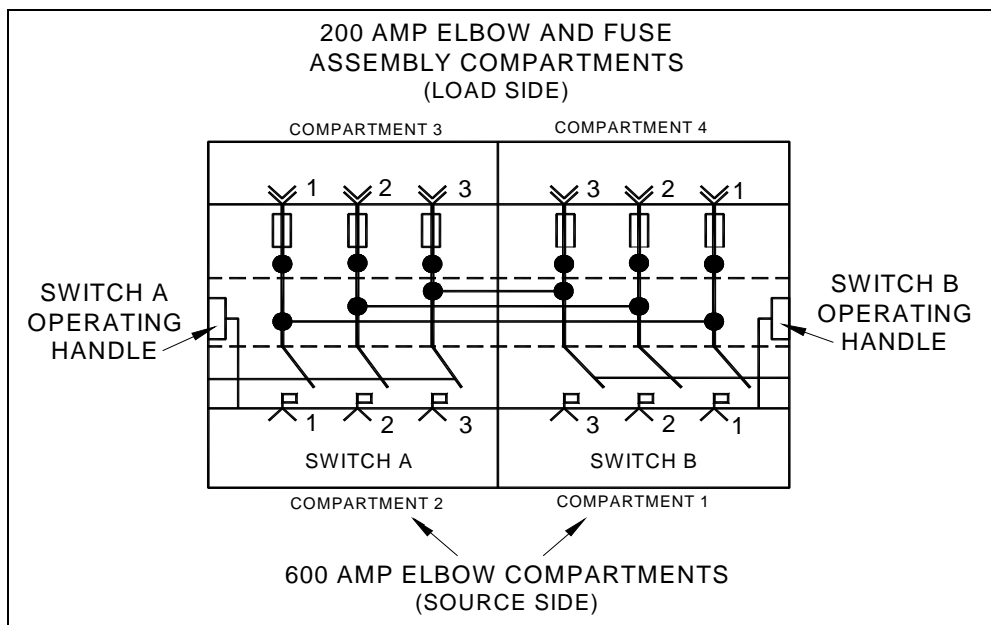 200 AMP ELBOW AND FUSE
ASSEMBLY COMPARTMENTS
(LOAD SIDE)
COMPARTMENT 3
COMPARTMENT 4
1 2 3 3 2 1
SWITCH A
OPERATING
HANDLE
SWITCH B
OPERATING
HANDLE
1 2 3 3 2 1
SWITCH A
SWITCH B
COMPARTMENT 2
COMPARTMENT 1
600 AMP ELBOW COMPARTMENTS
(SOURCE SIDE)